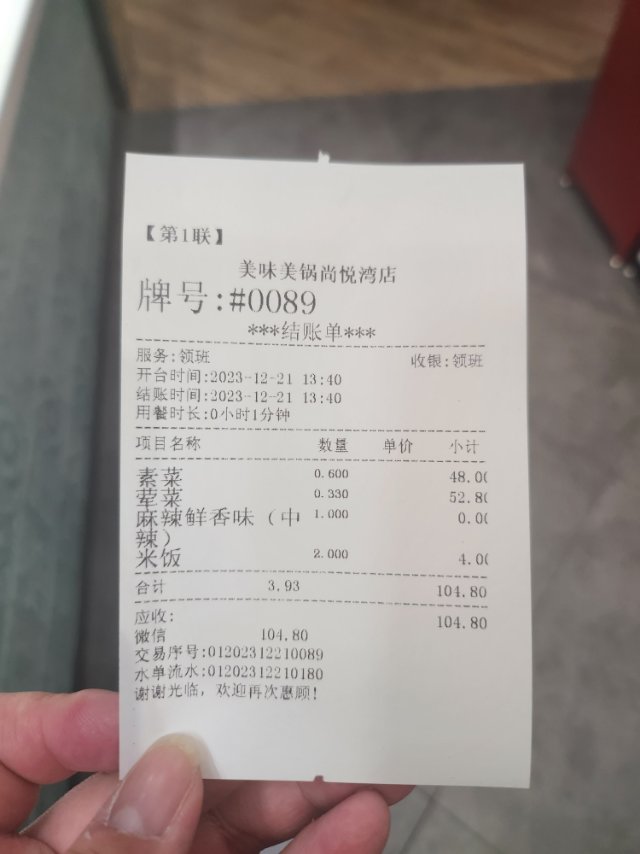 【第1联】
美味美锅尚悦湾店
牌号:#0089
***结账单***
服务:领班 收银:领班
开台时间:2023-12-21 13:40
结账时间:2023-12-21 13:40
用餐时长:0小时1分钟
项目名称 数量 单价 小计
素菜 0.600 48.00
荤菜 0.330 52.80
麻辣鲜香味（中 1.000 0.00
辣）
米饭 2.000 4.00
合计 3.93 104.80
应收: 104.80
微信 104.80
交易序号:01202312210089
水单流水:01202312210180
谢谢光临，欢迎再次惠顾!